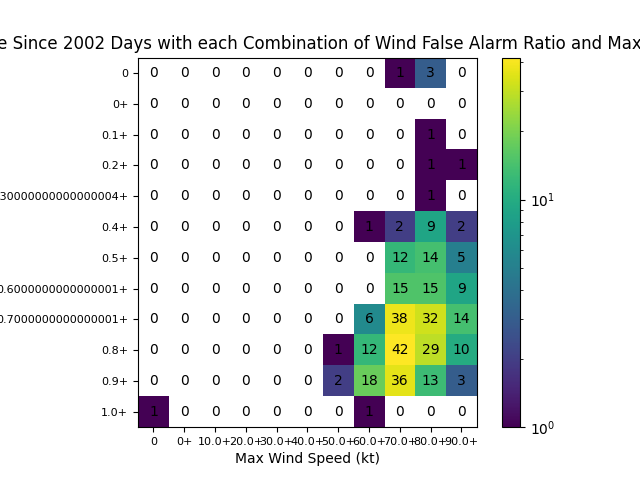 e Since 2002 Days with each Combination of Wind False Alarm Ratio and Max
0 0 0 0 0 0 0 0 0 1 3 0
0+ 0 0 0 0 0 0 0 0 0 0 0
0.1+ 0 0 0 0 0 0 0 0 0 1 0
0.2+ 0 0 0 0 0 0 0 0 0 1 1
30000000000000004+ 0 0 0 0 0 0 0 0 0 1 0
0.4+ 0 0 0 0 0 0 0 1 2 9 2
0.5+ 0 0 0 0 0 0 0 0 12 14 5
0.6000000000000001+ 0 0 0 0 0 0 0 0 15 15 9
0.7000000000000001+ 0 0 0 0 0 0 0 6 38 32 14
0.8+ 0 0 0 0 0 0 1 12 42 29 10
0.9+ 0 0 0 0 0 0 2 18 36 13 3
1.0+ 1 0 0 0 0 0 0 1 0 0 0
0 0+ 10.0+ 20.0+ 30.0+ 40.0+ 50.0+ 60.0+ 70.0+ 80.0+ 90.0+
Max Wind Speed (kt)
10¹
10⁰